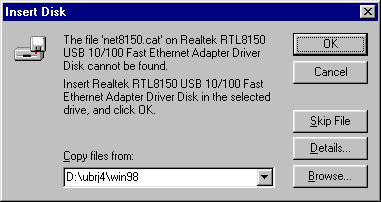 Insert Disk
The file 'net8150.cat' on Realtek RTL8150
USB 10/100 Fast Ethernet Adapter Driver
Disk cannot be found.
Insert Realtek RTL8150 USB 10/100 Fast
Ethernet Adapter Driver Disk in the selected
drive, and click OK.
Copy files from:
D:\ubrj4\win98
OK
Cancel
Skip File
Details...
Browse...